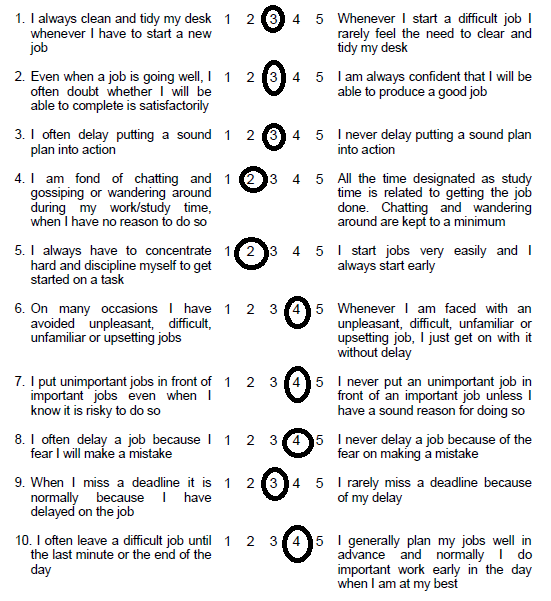 1. I always clean and tidy my desk 1 2 3 4 5 Whenever I start a difficult job I
whenever I have to start a new rarely feel the need to clear and
job tidy my desk
2. Even when a job is going well, I 1 2 3 4 5 I am always confident that I will be
often doubt whether I will be able to produce a good job
able to complete is satisfactorily
3. I often delay putting a sound 1 2 3 4 5 I never delay putting a sound plan
plan into action into action
4. I am fond of chatting and 1 2 3 4 5 All the time designated as study
gossiping or wandering around time is related to getting the job
during my work/study time, done. Chatting and wandering
when I have no reason to do so around are kept to a minimum
5. I always have to concentrate 1 2 3 4 5 I start jobs very easily and I
hard and discipline myself to get always start early
started on a task
6. On many occasions I have 1 2 3 4 5 Whenever I am faced with an
avoided unpleasant, difficult, unpleasant, difficult, unfamiliar or
unfamiliar or upsetting jobs upsetting job, I just get on with it
without delay
7. I put unimportant jobs in front of 1 2 3 4 5 I never put an unimportant job in
important jobs even when I front of an important job unless I
know it is risky to do so have a sound reason for doing so
8. I often delay a job because I 1 2 3 4 5 I never delay a job because of the
fear I will make a mistake fear on making a mistake
9. When I miss a deadline it is 1 2 3 4 5 I rarely miss a deadline because
normally because I have of my delay
delayed on the job
10. I often leave a difficult job until 1 2 3 4 5 I generally plan my jobs well in
the last minute or the end of the advance and normally I do
day important work early in the day
when I am at my best